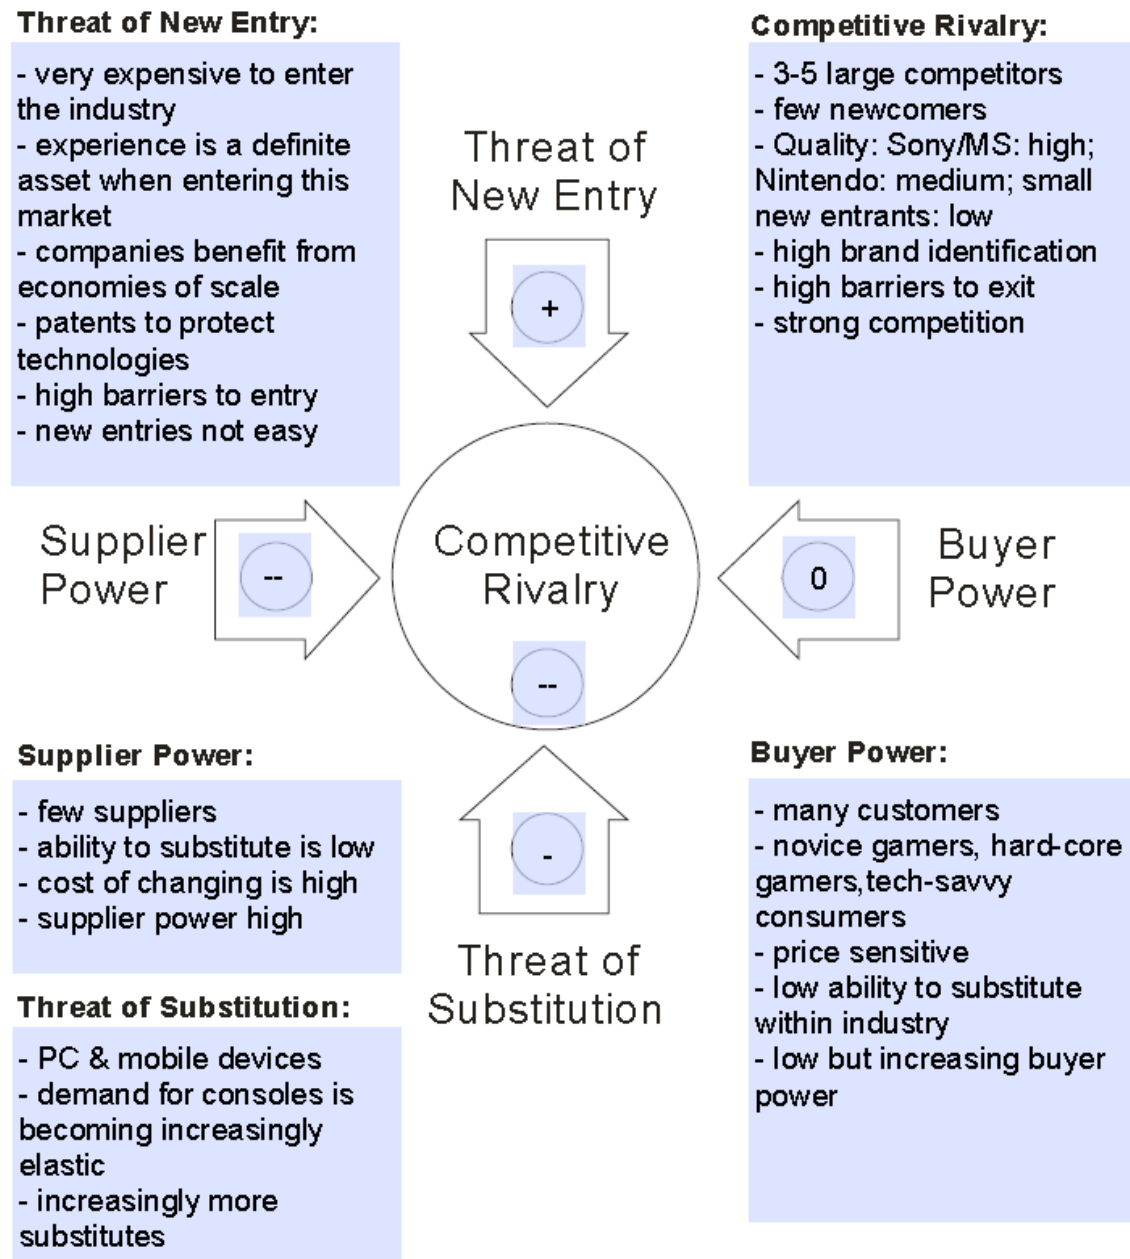 Threat of New Entry:
- very expensive to enter
the industry
- experience is a definite
asset when entering this
market
- companies benefit from
economies of scale
- patents to protect
technologies
- high barriers to entry
- new entries not easy
Threat of
New Entry
+
Competitive Rivalry:
- 3-5 large competitors
- few newcomers
- Quality: Sony/MS: high;
Nintendo: medium; small
new entrants: low
- high brand identification
- high barriers to exit
- strong competition
Supplier
Power
--
Competitive
Rivalry
--
0
Buyer
Power
Supplier Power:
- few suppliers
- ability to substitute is low
- cost of changing is high
- supplier power high
-
Threat of
Substitution
Buyer Power:
- many customers
- novice gamers, hard-core
gamers,tech-savvy
consumers
- price sensitive
- low ability to substitute
within industry
- low but increasing buyer
power
Threat of Substitution:
- PC & mobile devices
- demand for consoles is
becoming increasingly
elastic
- increasingly more
substitutes